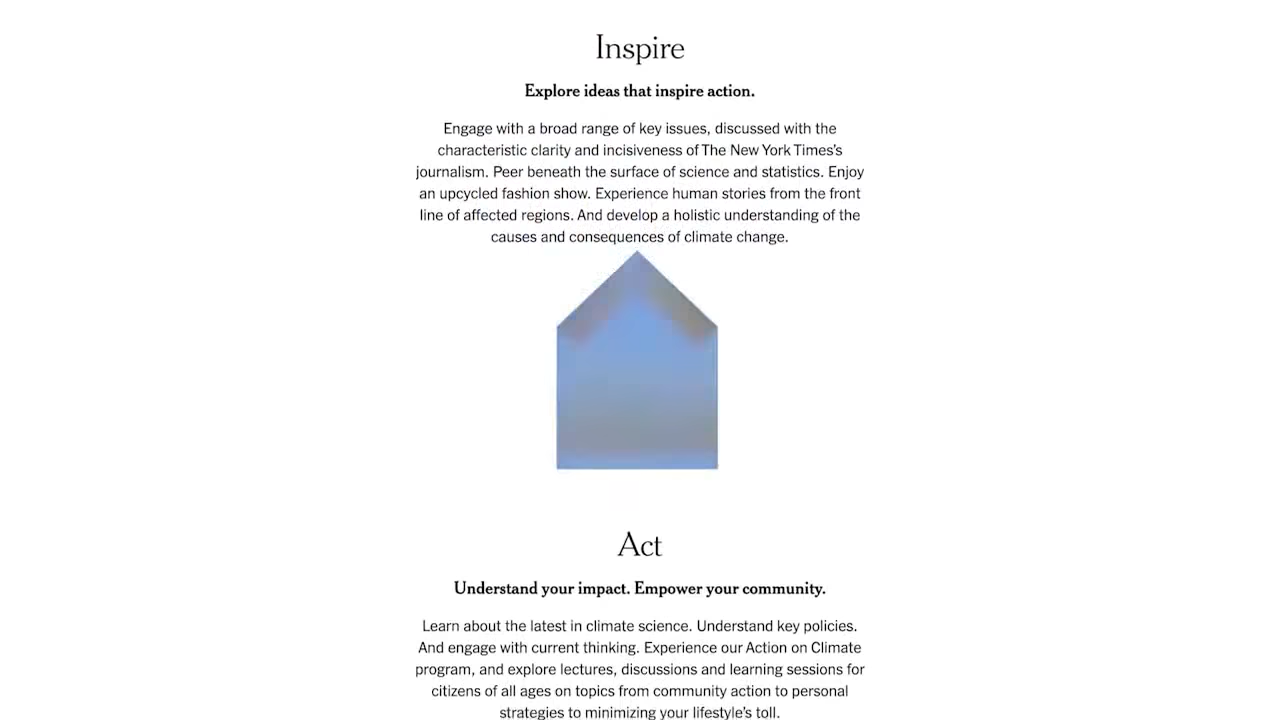 Inspire
Explore ideas that inspire action.
Engage with a broad range of key issues, discussed with the
characteristic clarity and incisiveness of The New York Times’s
journalism. Peer beneath the surface of science and statistics. Enjoy
an upcycled fashion show. Experience human stories from the front
line of affected regions. And develop a holistic understanding of the
causes and consequences of climate change.
Act
Understand your impact. Empower your community.
Learn about the latest in climate science. Understand key policies.
And engage with current thinking. Experience our Action on Climate
program, and explore lectures, discussions and learning sessions for
citizens of all ages on topics from community action to personal
strategies to minimizing your lifestyle’s toll.